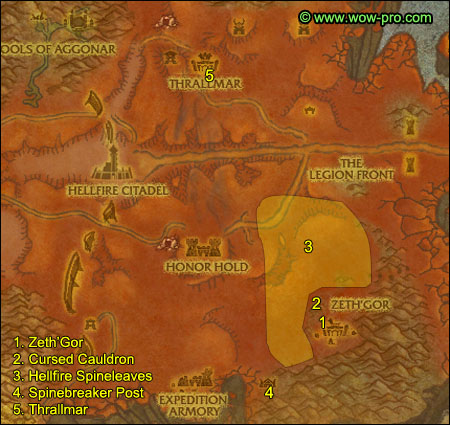 © www.wow-pro.com
OOLS OF AGGONAR
THRALLMAR
5
THE
LEGION FRONT
HELLFIRE CITADEL
3
HONOR HOLD
2
ZETH'GOR
1
1. Zeth'Gor
2. Cursed Cauldron
3. Hellfire Spineleaves
4. Spinebreaker Post
5. Thrallmar
4
EXPEDITION
ARMORY